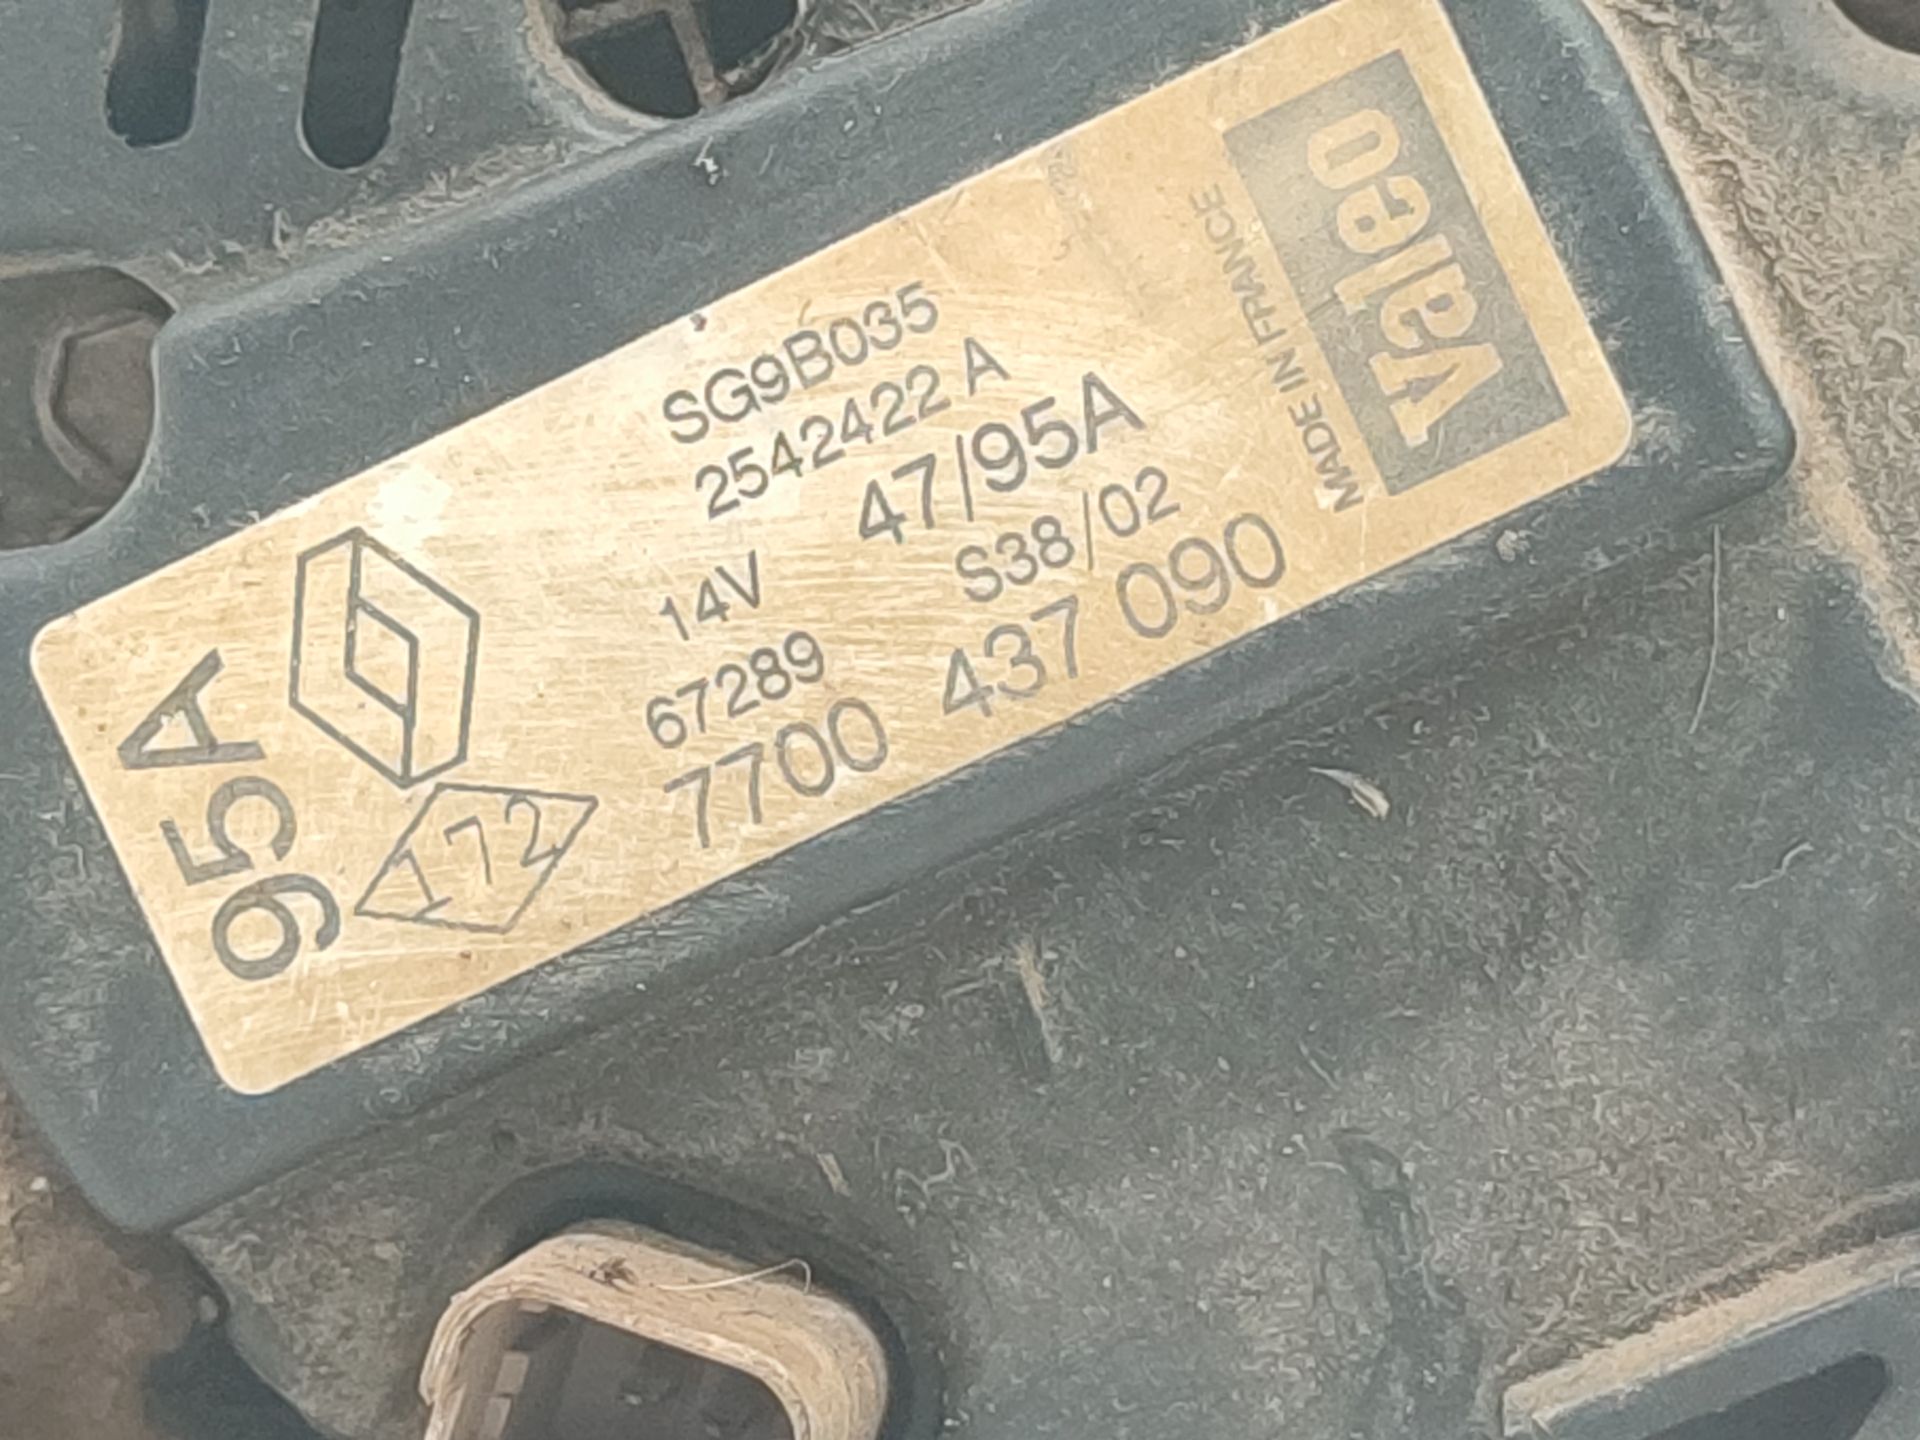 SG9B035
2542422 A
47/95A
14V
S38/02
67289
7700 437 090
95A
172
MADE IN FRANCE
Valeo